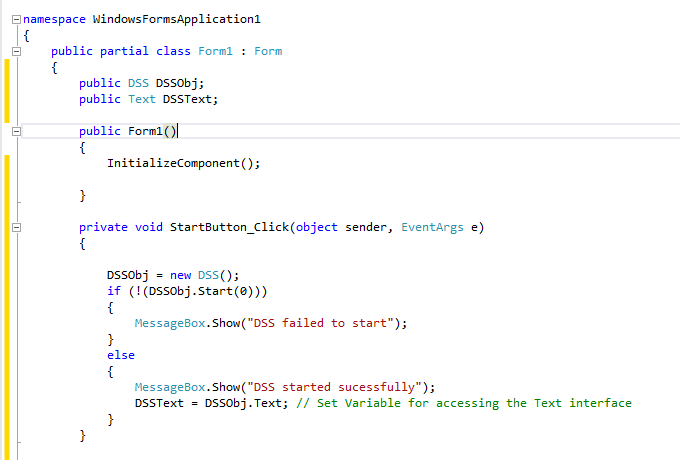 namespace WindowsFormsApplication1
{
public partial class Form1 : Form
{
public DSS DSSObj;
public Text DSSText;
public Form1()
{
InitializeComponent();
}
private void StartButton_Click(object sender, EventArgs e)
{
DSSObj = new DSS();
if (!(DSSObj.Start(0)))
{
MessageBox.Show("DSS failed to start");
}
else
{
MessageBox.Show("DSS started sucessfully");
DSSText = DSSObj.Text; // Set Variable for accessing the Text interface
}
}